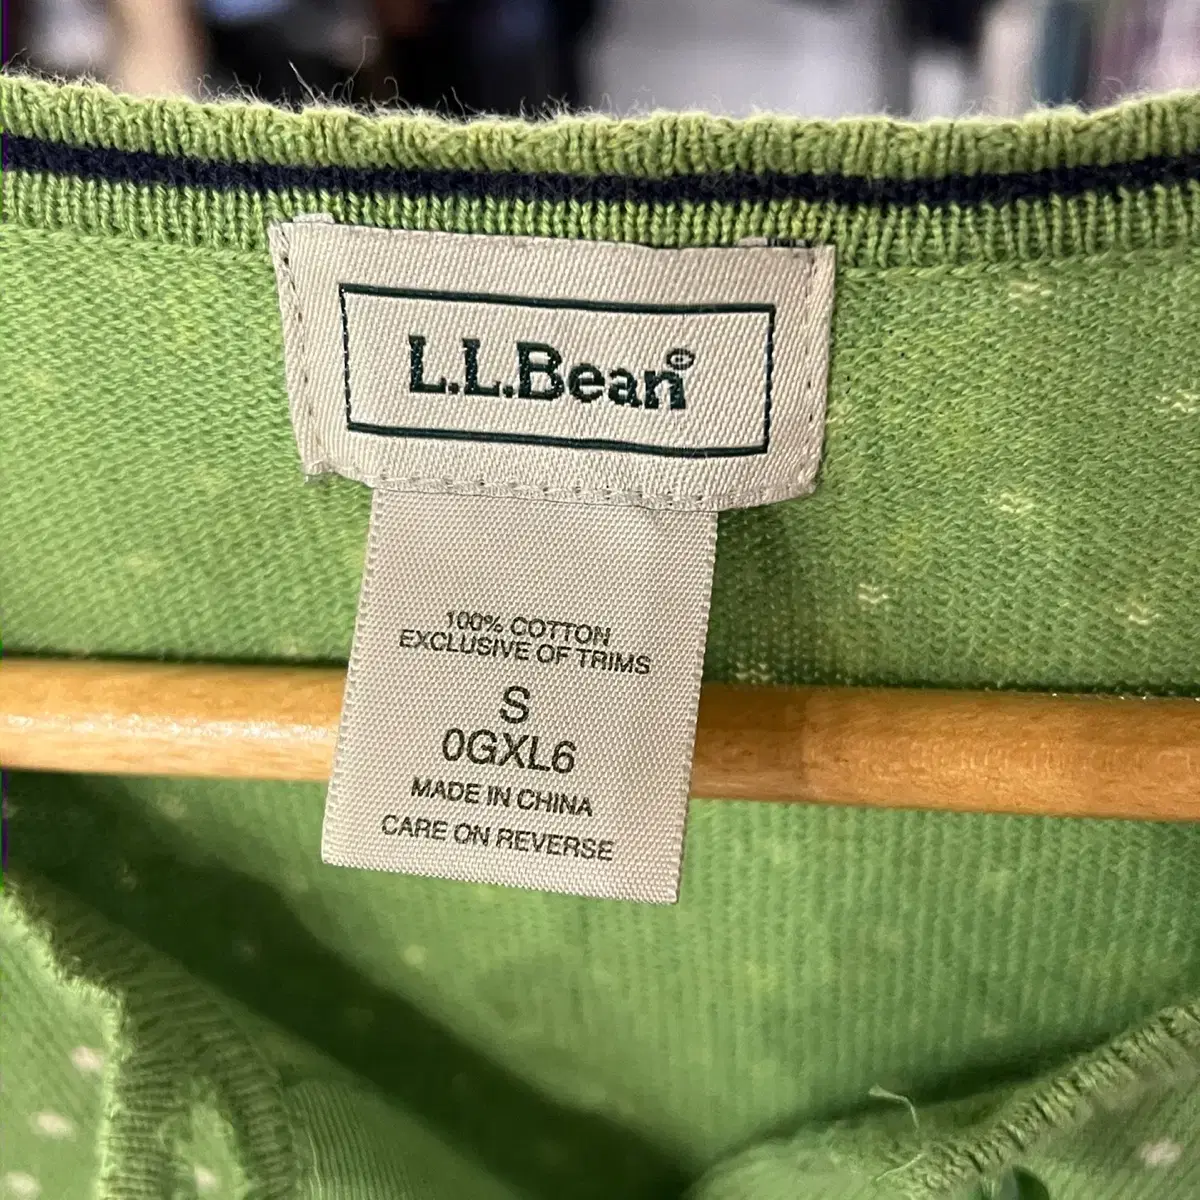 L.L.Bean®
100% COTTON
EXCLUSIVE OF TRIMS
S
0GXL6
MADE IN CHINA
CARE ON REVERSE